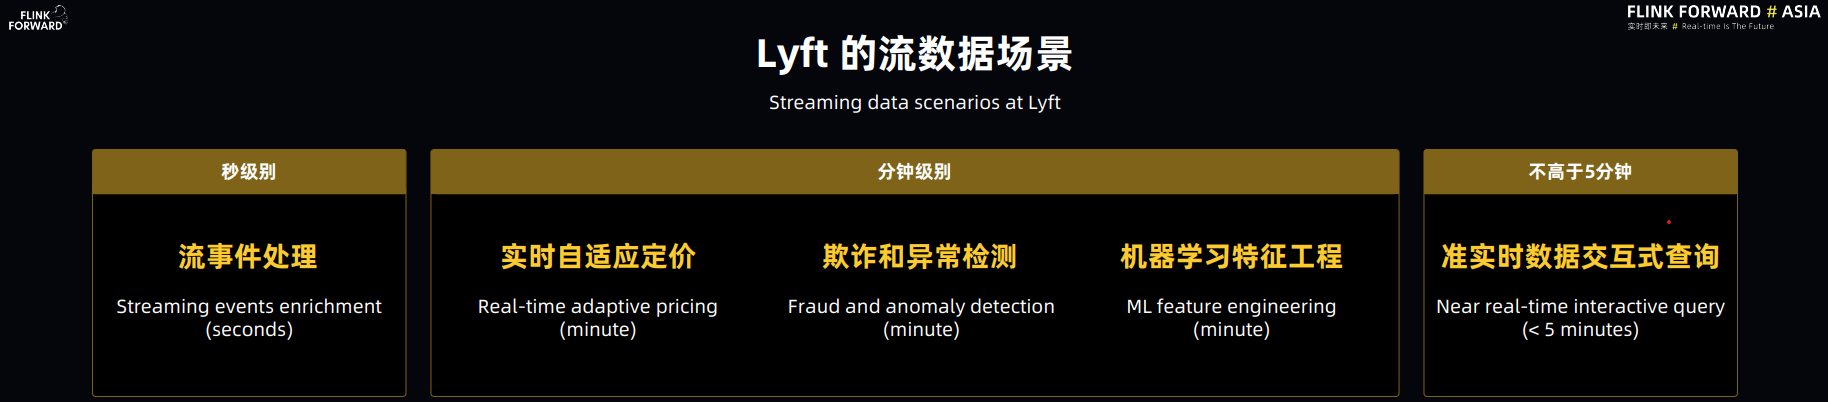 FLINK
FORWARD
FLINK FORWARD # ASIA
实时即未来 # Real-time Is The Future
Lyft 的流数据场景
Streaming data scenarios at Lyft
秒级别
流事件处理
Streaming events enrichment
(seconds)
分钟级别
实时自适应定价
Real-time adaptive pricing
(minute)
欺诈和异常检测
Fraud and anomaly detection
(minute)
机器学习特征工程
ML feature engineering
(minute)
不高于5分钟
准实时数据交互式查询
Near real-time interactive query
(< 5 minutes)